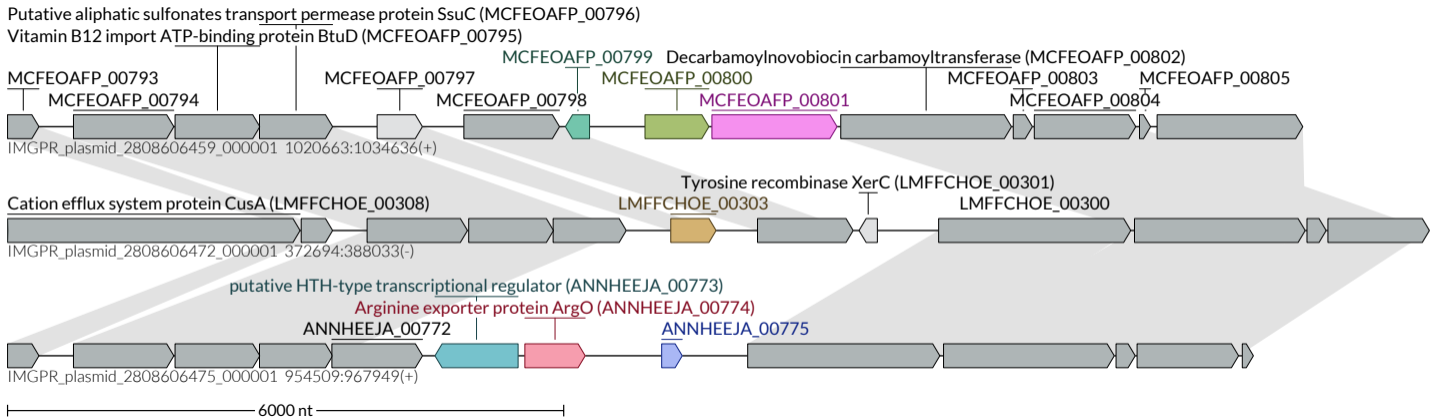 Putative aliphatic sulfonates transport permease protein SsuC (MCFEOAFP_00796)
Vitamin B12 import ATP-binding protein BtuD (MCFEOAFP_00795)
MCFEOAFP_00799 Decarbamoylnovobiocin carbamoyltransferase (MCFEOAFP_00802)
MCFEOAFP_00793 MCFEOAFP_00797 MCFEOAFP_00800 MCFEOAFP_00803 MCFEOAFP_00805
MCFEOAFP_00794 MCFEOAFP_00798 MCFEOAFP_00801 MCFEOAFP_00804
IMGPR_plasmid_2808606459_000001 1020663:1034636(+)
Tyrosine recombinase XerC (LMFFCHOE_00301)
Cation efflux system protein CusA (LMFFCHOE_00308) LMFFCHOE_00303 LMFFCHOE_00300
IMGPR_plasmid_2808606472_000001 372694:388033(-)
putative HTH-type transcriptional regulator (ANNHEEJA_00773)
Arginine exporter protein ArgO (ANNHEEJA_00774)
ANNHEEJA_00772 ANNHEEJA_00775
IMGPR_plasmid_2808606475_000001 954509:967949(+)
6000 nt